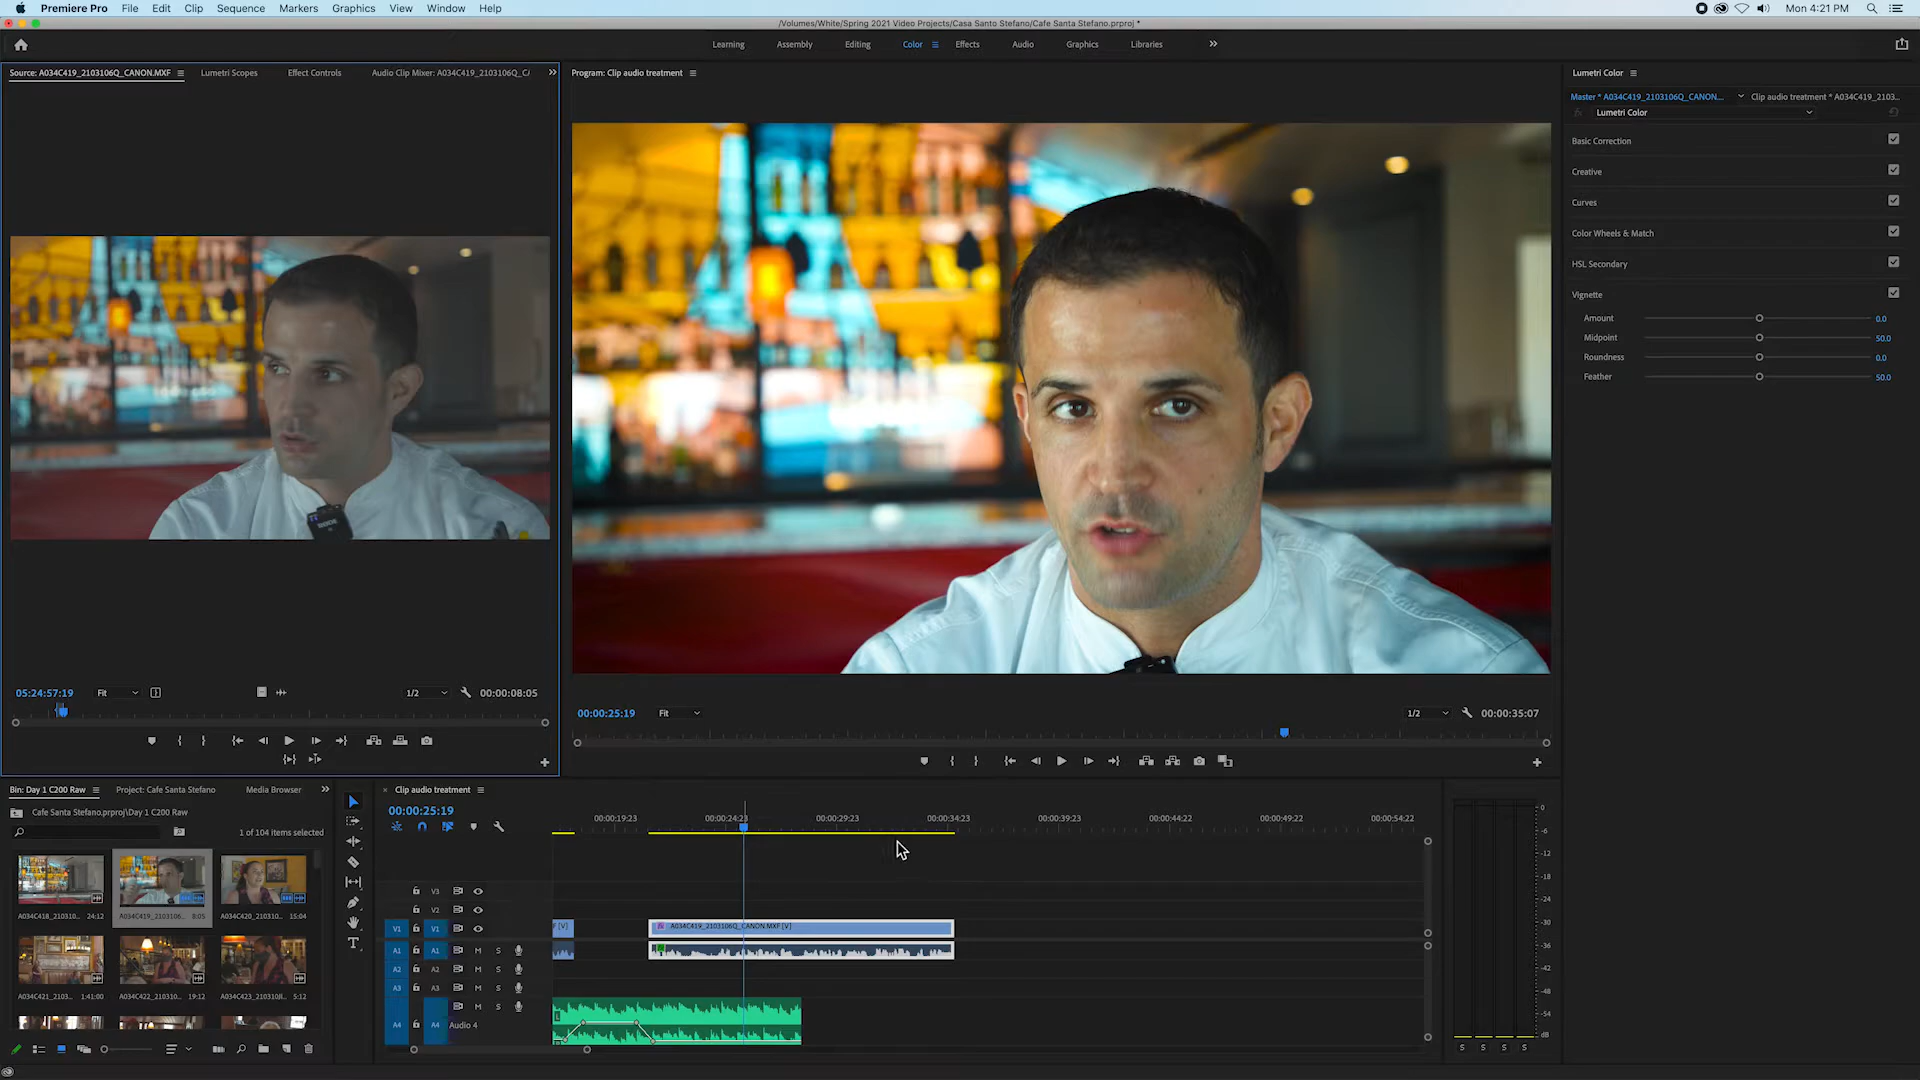 Premiere Pro File Edit Clip Sequence Markers Graphics View Window Help Mon 4:21 PM
/Volumes/White/Spring 2021 Video Projects/Casa Santo Stefano/Cafe Santa Stefano.prproj *
Learning Assembly Editing Color Effects Audio Graphics Libraries
Source: A034C419_2103106Q_CANON.MXF Lumetri Scopes Effect Controls Audio Clip Mixer: A034C419_2103106Q_C/
Program: Clip audio treatment
Lumetri Color
Master * A034C419_2103106Q_CANON... Clip audio treatment * A034C419_2103...
fx Lumetri Color
Basic Correction
Creative
Curves
Color Wheels & Match
HSL Secondary
Vignette
Amount 0.0
Midpoint 50.0
Roundness 0.0
Feather 50.0
05:24:57:19 Fit 1/2 00:00:08:05
00:00:25:19 Fit 1/2 00:00:35:07
Bin: Day 1 C200 Raw Project: Cafe Santa Stefano Media Browser
Cafe Santa Stefano.prproj\Day 1 C200 Raw
1 of 104 items selected
A034C418_210310... 24:12 A034C419_2103106... 8:05 A034C420_210310... 15:04
A034C421_2103... 1:41:00 A034C422_210310... 19:12 A034C423_210310... 5:12
Clip audio treatment
00:00:25:19
00:00:19:23 00:00:24:23 00:00:29:23 00:00:34:23 00:00:39:23 00:00:44:22 00:00:49:22 00:00:54:22
V3
V2
V1 V1 [V] A034C419_2103106Q_CANON.MXF [V]
A1 A1 M S
A2 A2 M S
A3 A3 M S
M S
A4 A4 Audio 4
0
-6
-12
-18
-24
-30
-36
-42
-48
-54
dB
S S S S